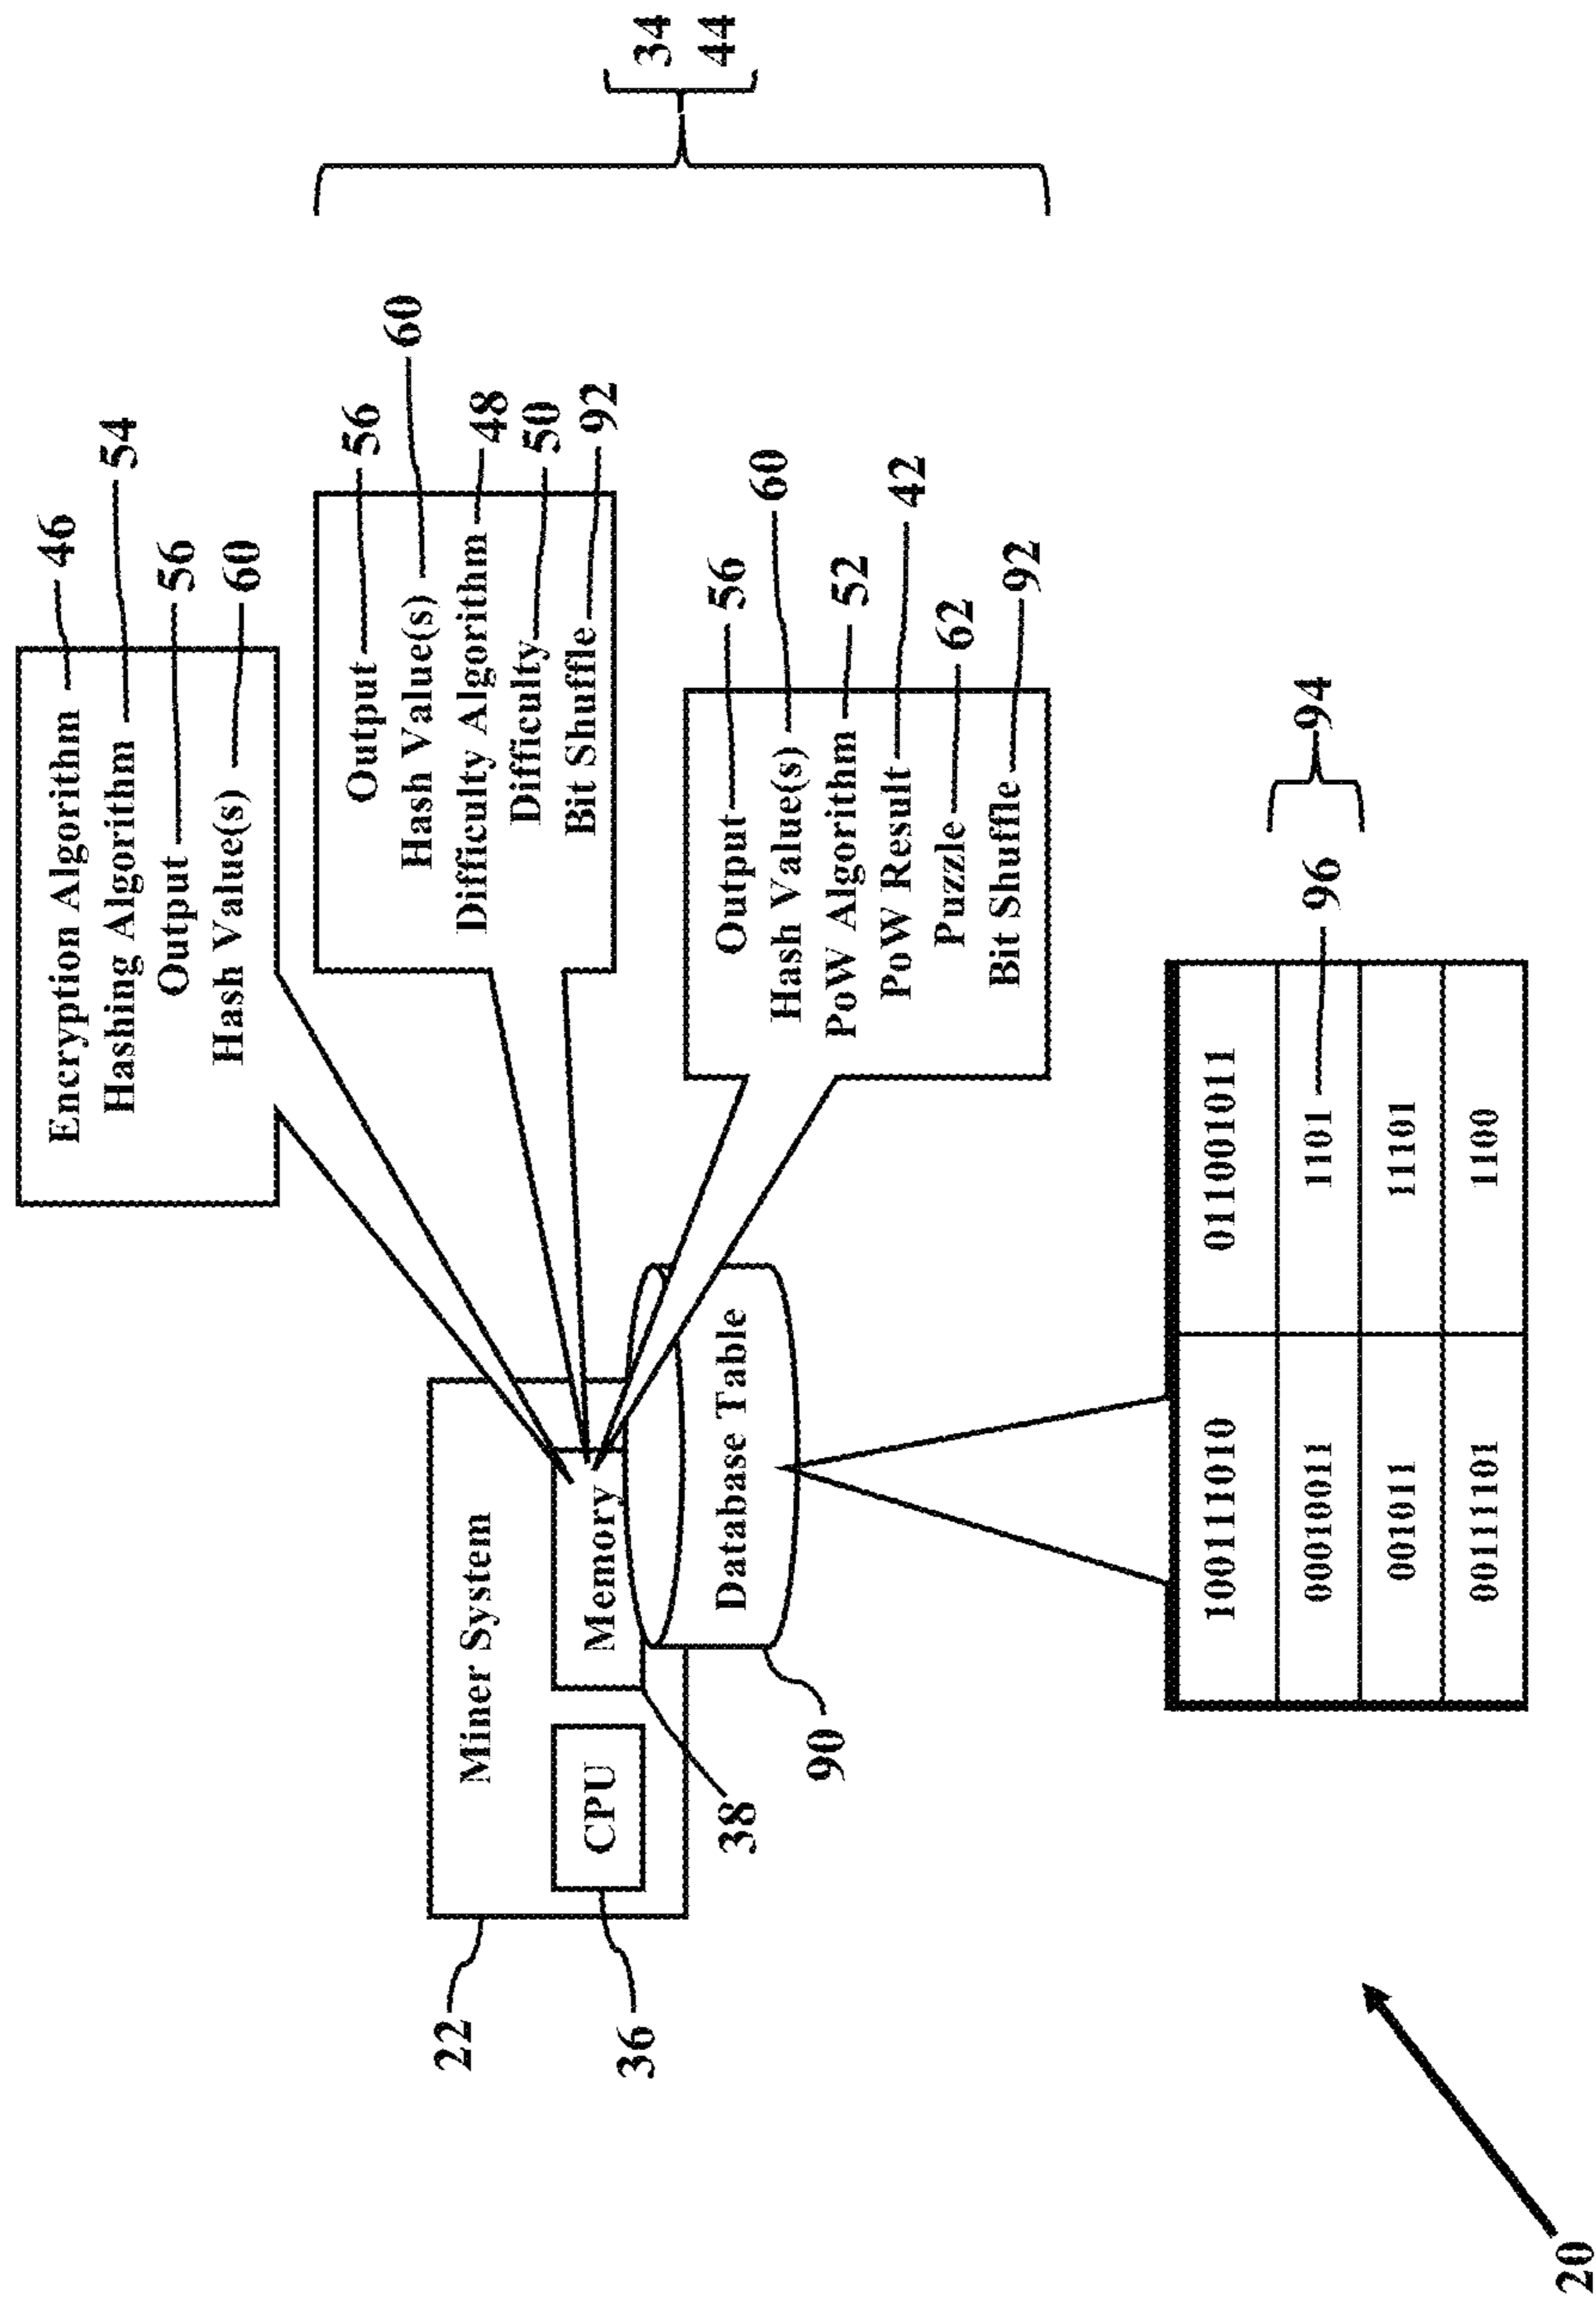 Encryption Algorithm 46
Hashing Algorithm 54
Output 56
Hash Value(s) 60
Output 56
Hash Value(s) 60
Difficulty Algorithm 48
Difficulty 50
Bit Shuffle 92
34
44
22
Miner System
36
CPU
Memory
38
Output 56
Hash Value(s) 60
PoW Algorithm 52
PoW Result 42
Puzzle 62
Bit Shuffle 92
Database Table
90
10011011010 01100101011
00010011 1101 96 94
001011 11101
00111101 1100
20